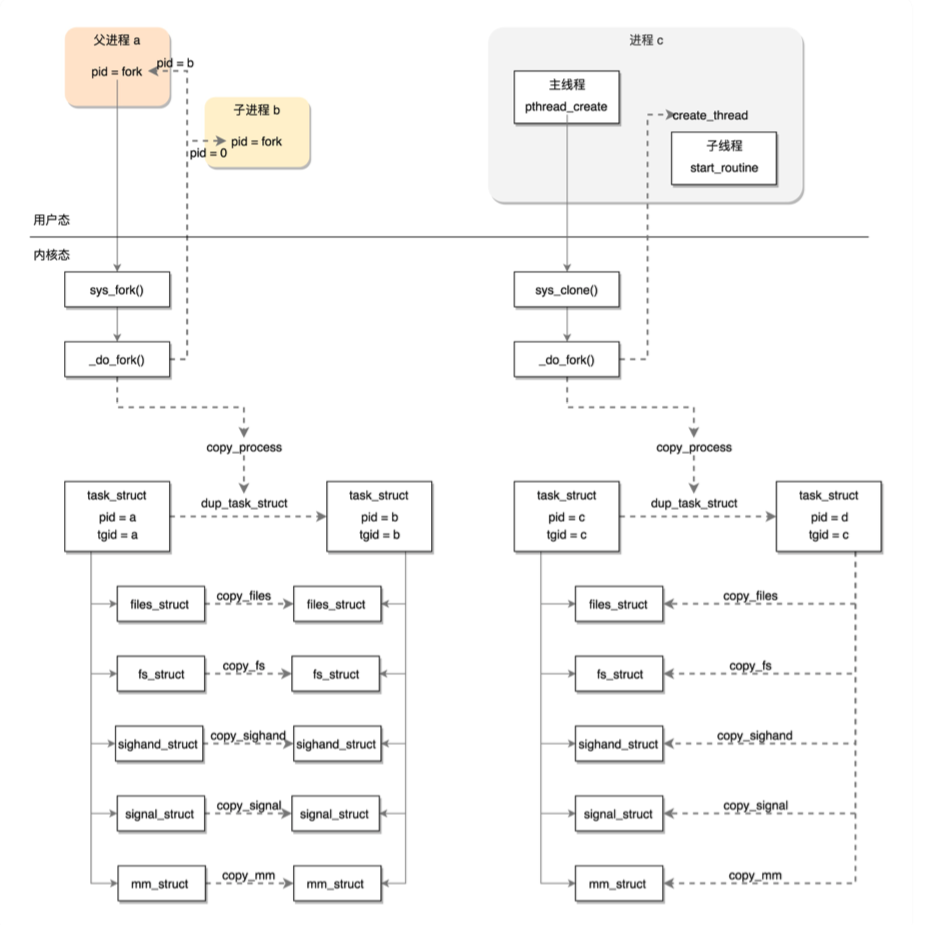 父进程 a
pid = fork
pid = b
子进程 b
pid = fork
pid = 0
进程 c
主线程
pthread_create
create_thread
子线程
start_routine
用户态
内核态
sys_fork()
_do_fork()
copy_process
task_struct
pid = a
tgid = a
dup_task_struct
task_struct
pid = b
tgid = b
files_struct
copy_files
files_struct
fs_struct
copy_fs
fs_struct
sighand_struct
copy_sighand
sighand_struct
signal_struct
copy_signal
signal_struct
mm_struct
copy_mm
mm_struct
sys_clone()
_do_fork()
copy_process
task_struct
pid = c
tgid = c
dup_task_struct
task_struct
pid = d
tgid = c
files_struct
copy_files
fs_struct
copy_fs
sighand_struct
copy_sighand
signal_struct
copy_signal
mm_struct
copy_mm